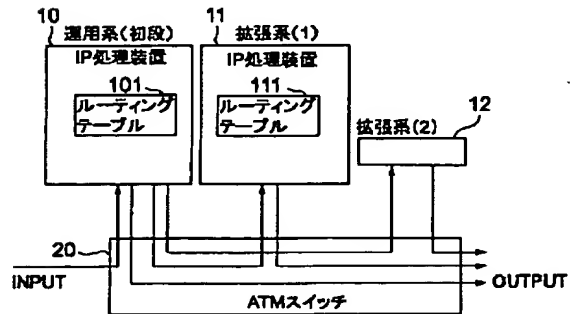 10
運用系(初段)
IP処理装置
101
ルーティング
テーブル
11
拡張系(1)
IP処理装置
111
ルーティング
テーブル
12
拡張系(2)
20
INPUT
OUTPUT
ATMスイッチ